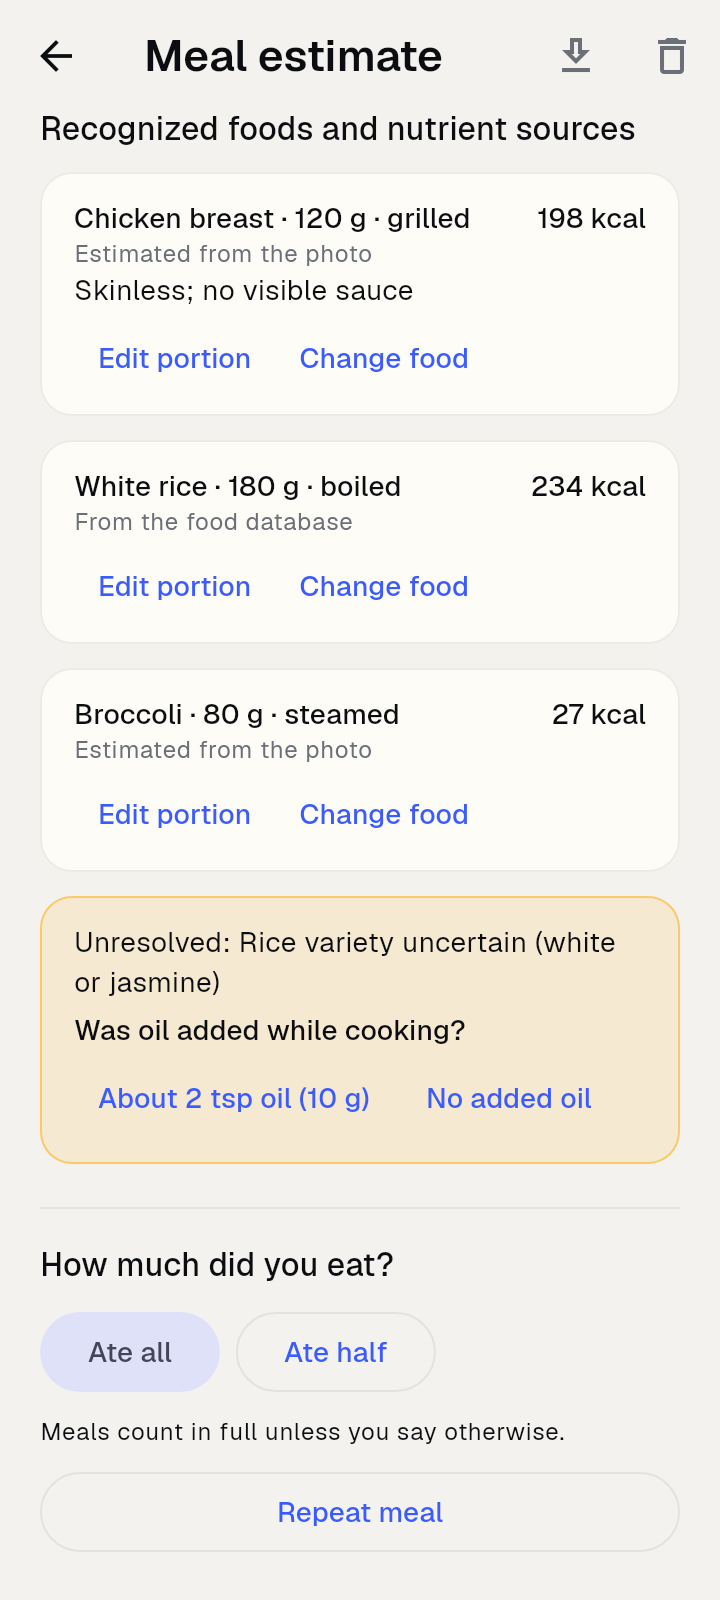 Meal estimate
Recognized foods and nutrient sources
Chicken breast · 120 g · grilled 198 kcal
Estimated from the photo
Skinless; no visible sauce
Edit portion Change food
White rice · 180 g · boiled 234 kcal
From the food database
Edit portion Change food
Broccoli · 80 g · steamed 27 kcal
Estimated from the photo
Edit portion Change food
Unresolved: Rice variety uncertain (white
or jasmine)
Was oil added while cooking?
About 2 tsp oil (10 g) No added oil
How much did you eat?
Ate all Ate half
Meals count in full unless you say otherwise.
Repeat meal